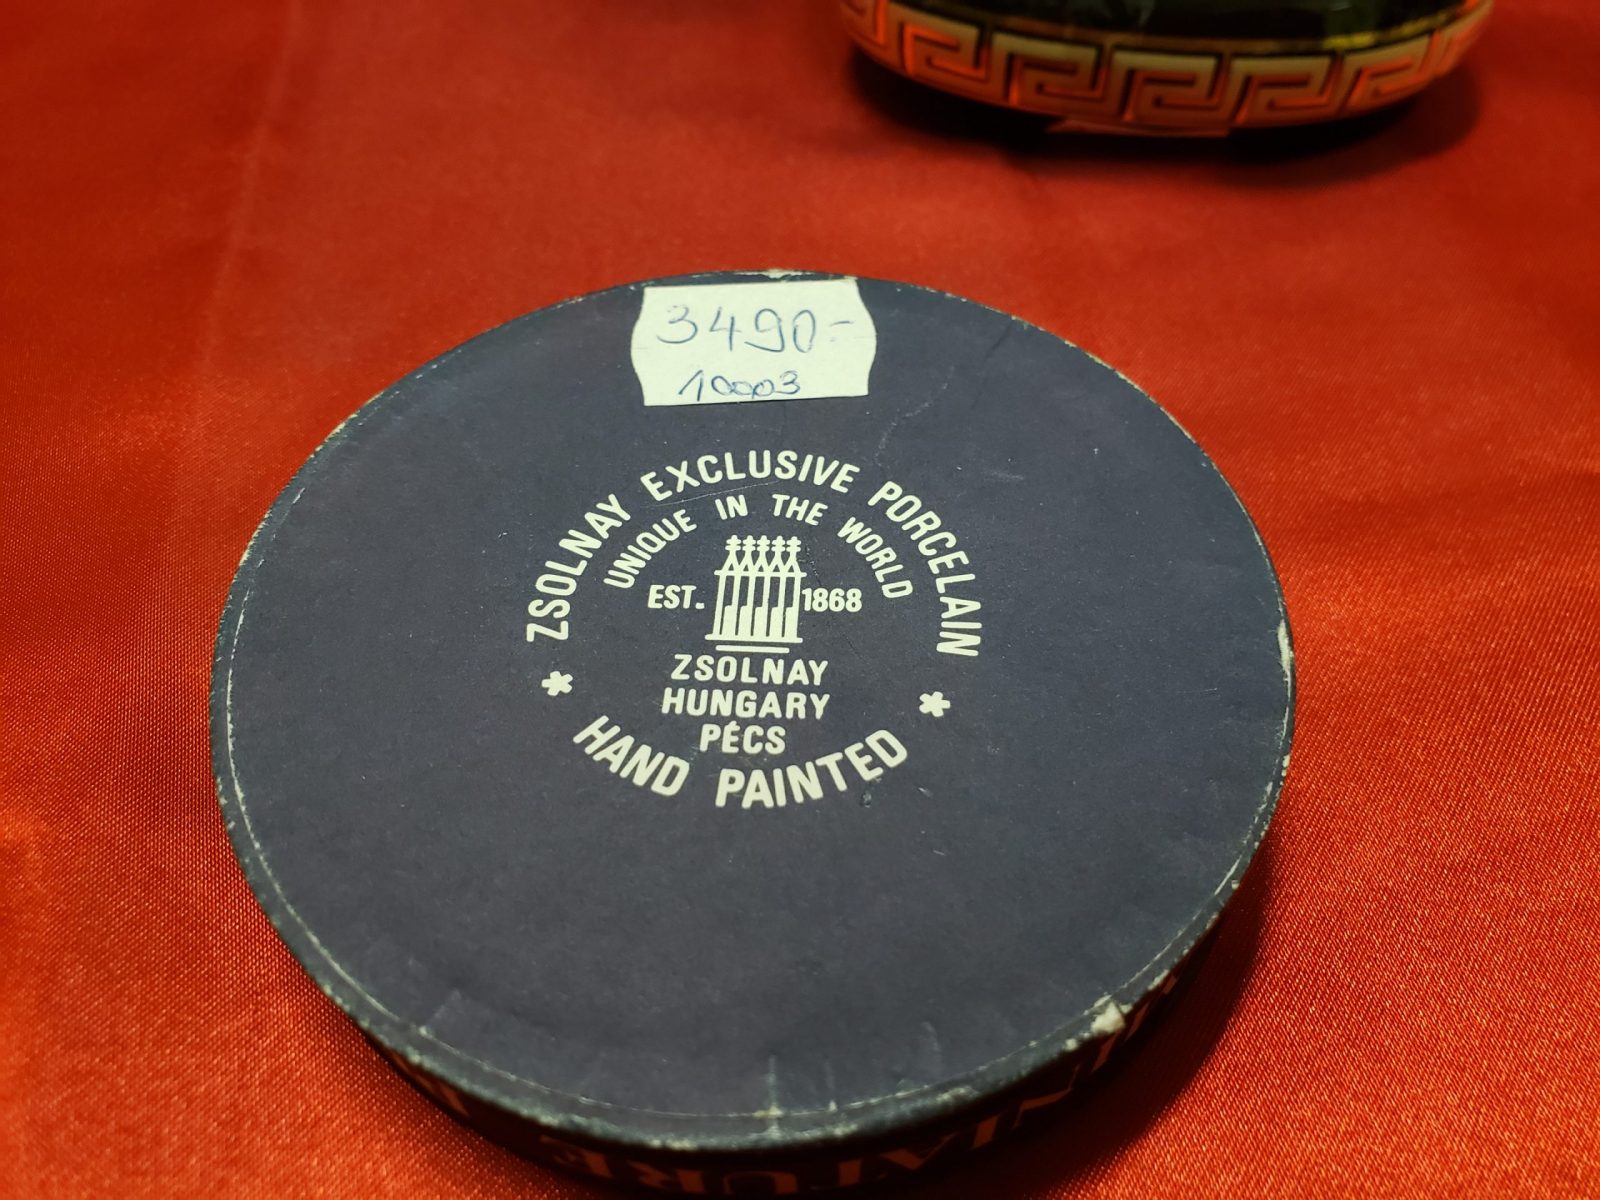 3490.-
10003
ZSOLNAY EXCLUSIVE PORCELAIN
UNIQUE IN THE WORLD
EST. 1868
ZSOLNAY
HUNGARY
PÉCS
HAND PAINTED